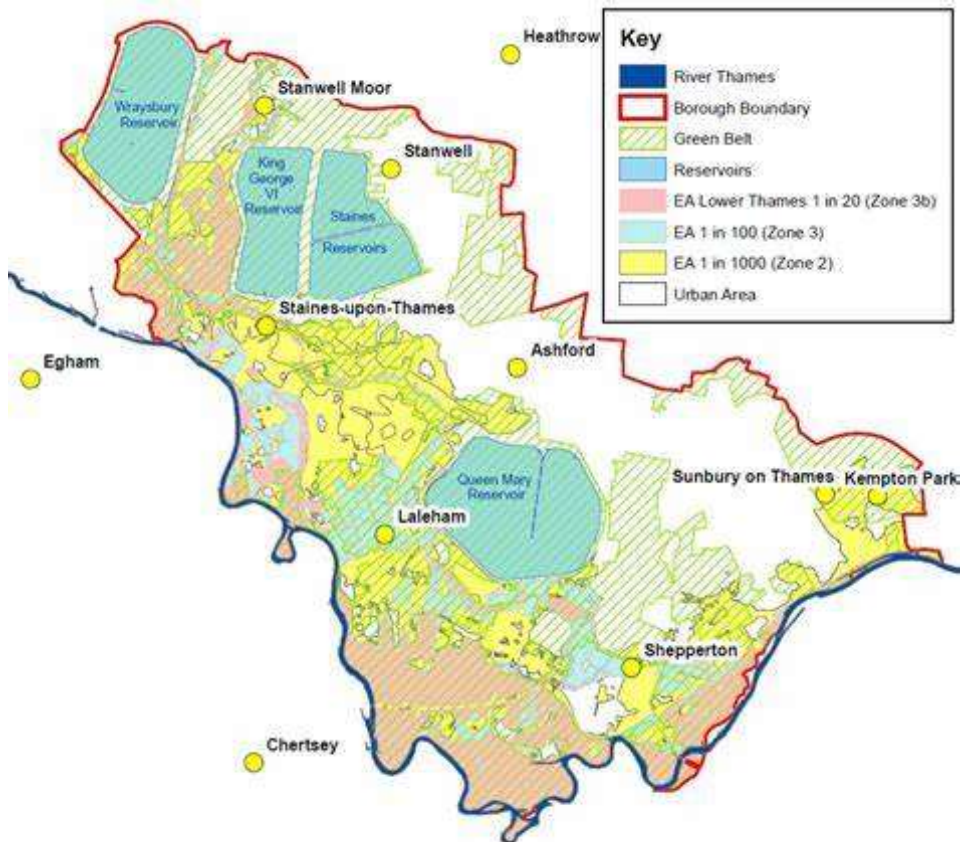 Heathrow
Key
River Thames
Borough Boundary
Green Belt
Reservoirs
EA Lower Thames 1 in 20 (Zone 3b)
EA 1 in 100 (Zone 3)
EA 1 in 1000 (Zone 2)
Urban Area
Wraysbury
Reservoir
Stanwell Moor
Stanwell
King
George
VI
Reservoir
Staines
Reservoirs
Staines-upon-Thames
Egham
Ashford
Queen Mary
Reservoir
Sunbury on Thames
Kempton Park
Laleham
Shepperton
Chertsey